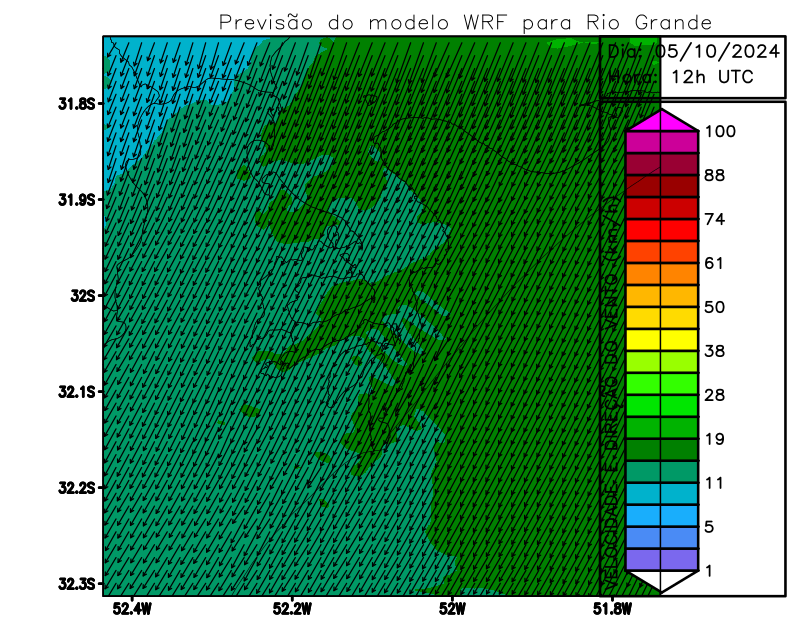 Previsão do modelo WRF para Rio Grande
Dia: 05/10/2024
Hora: 12h UTC
31.8S
31.9S
32S
32.1S
32.2S
32.3S
52.4W
52.2W
52W
51.8W
VELOCIDADE E DIREÇÃO DO VENTO (km/h)
100
88
74
61
50
38
28
19
11
5
1